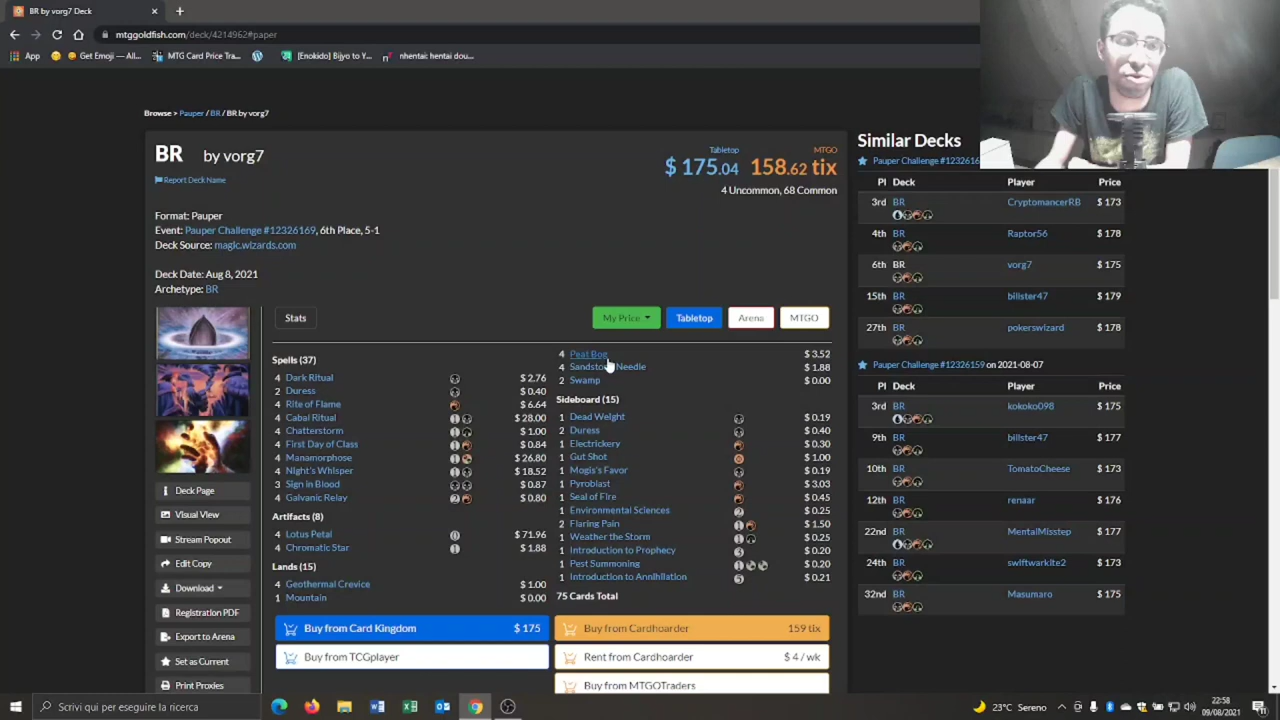 BR by vorg7 Deck
mtggoldfish.com/deck/4214962#paper
App
Get Emoji — All...
MTG Card Price Tra...
[Enokido] Bijyo to Y...
nhentai: hentai dou...
Browse > Pauper / BR / BR by vorg7
BR by vorg7
Report Deck Name
Tabletop
$ 175.04
MTGO
158.62 tix
4 Uncommon, 68 Common
Format: Pauper
Event: Pauper Challenge #12326169, 6th Place, 5-1
Deck Source: magic.wizards.com
Deck Date: Aug 8, 2021
Archetype: BR
Deck Page
Visual View
Stream Popout
Edit Copy
Download
Registration PDF
Export to Arena
Set as Current
Print Proxies
Stats
My Price
Tabletop
Arena
MTGO
Spells (37)
4 Dark Ritual $ 2.76
2 Duress $ 0.40
4 Rite of Flame $ 6.64
4 Cabal Ritual $ 28.00
4 Chatterstorm $ 1.00
4 First Day of Class $ 0.84
4 Manamorphose $ 26.80
4 Night's Whisper $ 18.52
3 Sign in Blood $ 0.87
4 Galvanic Relay $ 0.80
Artifacts (8)
4 Lotus Petal $ 71.96
4 Chromatic Star $ 1.88
Lands (15)
4 Geothermal Crevice $ 1.00
1 Mountain $ 0.00
4 Peat Bog $ 3.52
4 Needle $ 1.88
2 Swamp $ 0.00
Sideboard (15)
1 Dead Weight $ 0.19
2 Duress $ 0.40
1 Electrickery $ 0.30
1 Gut Shot $ 1.00
1 Mogis's Favor $ 0.19
1 Pyroblast $ 3.03
1 Seal of Fire $ 0.45
1 Environmental Sciences $ 0.25
2 Flaring Pain $ 1.50
1 Weather the Storm $ 0.25
1 Introduction to Prophecy $ 0.20
1 Pest Summoning $ 0.20
1 Introduction to Annihilation $ 0.21
75 Cards Total
Buy from Card Kingdom $ 175
Buy from TCGplayer
Buy from Cardhoarder 159 tix
Rent from Cardhoarder $ 4 / wk
Buy from MTGOTraders
Similar Decks
Pauper Challenge #1232616
Pl Deck Player Price
3rd BR CryptomancerRB $ 173
4th BR Raptor56 $ 178
6th BR vorg7 $ 175
15th BR billster47 $ 179
27th BR pokerswizard $ 178
Pauper Challenge #12326159 on 2021-08-07
Pl Deck Player Price
3rd BR kokoko098 $ 175
9th BR billster47 $ 177
10th BR TomatoCheese $ 173
12th BR renaar $ 176
22nd BR MentalMisstep $ 177
24th BR swiftwarkite2 $ 173
32nd BR Masumaro $ 175
Scrivi qui per eseguire la ricerca
23°C Sereno
22:58
09/08/2021